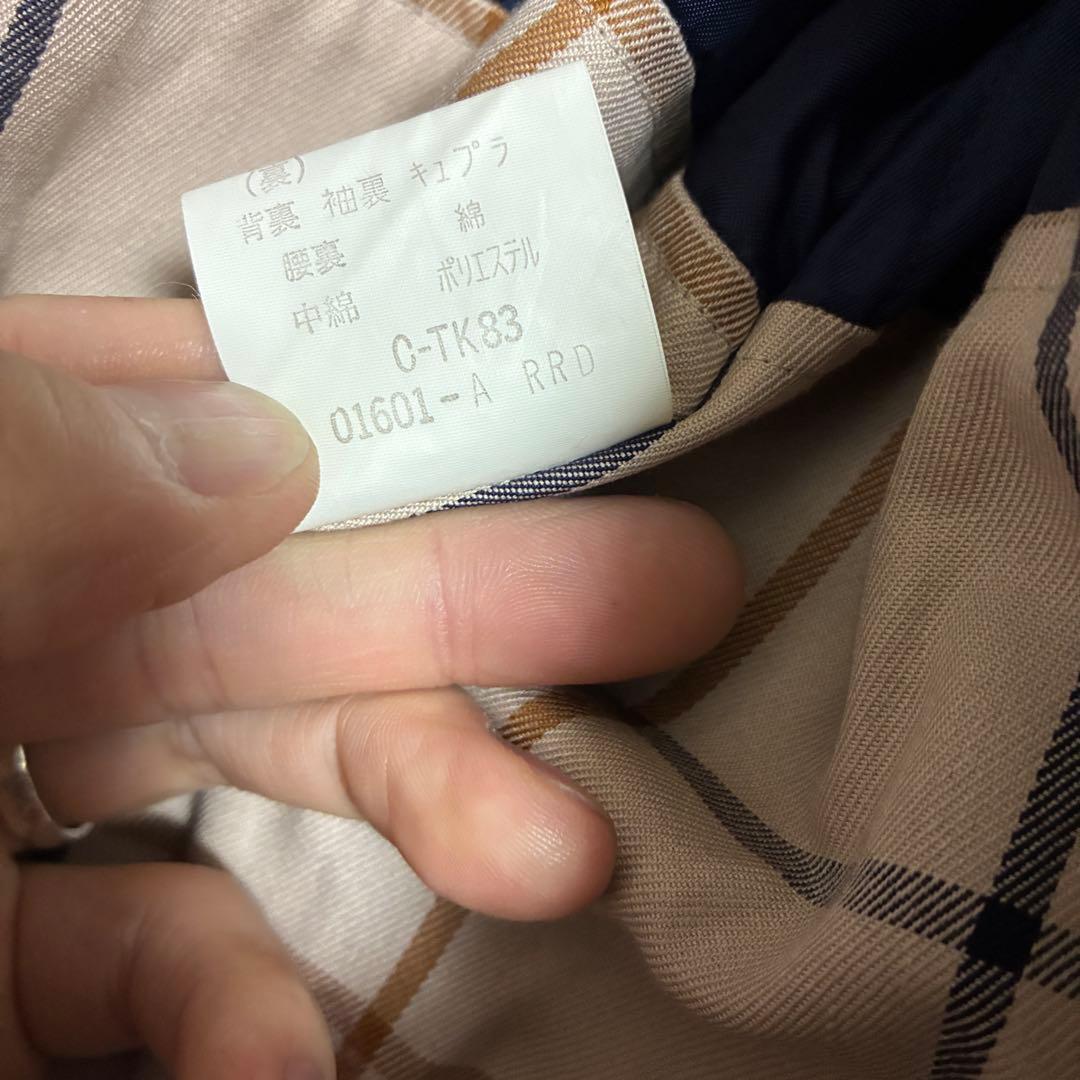 (裏)
背裏 袖裏 キュプラ
腰裏 綿
中綿 ポリエステル
C-TK83
01601-A RRD